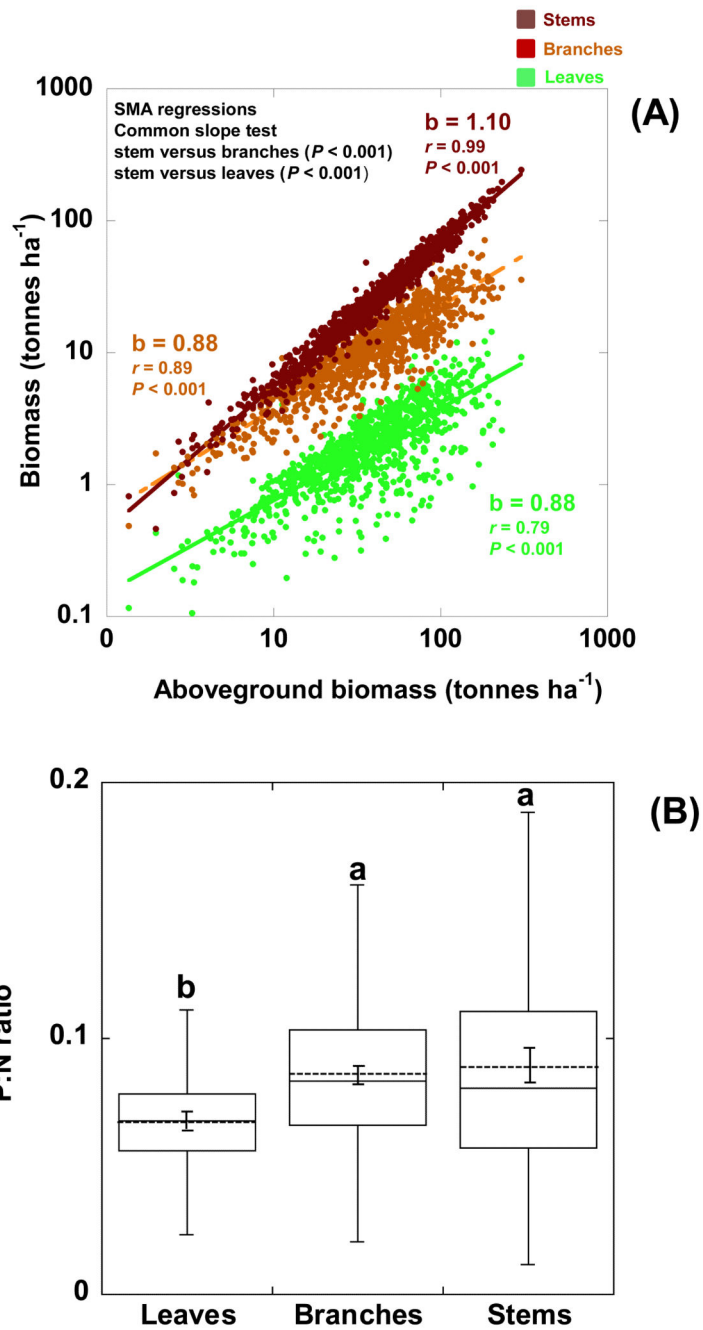 Stems
Branches
Leaves
(A)
1000
100
10
1
0.1
Biomass (tonnes ha⁻¹)
SMA regressions
Common slope test
stem versus branches (P < 0.001)
stem versus leaves (P < 0.001)
b = 1.10
r = 0.99
P < 0.001
b = 0.88
r = 0.89
P < 0.001
b = 0.88
r = 0.79
P < 0.001
0 10 100 1000
Aboveground biomass (tonnes ha⁻¹)
(B)
0.2
0.1
0
P:N ratio
b
a
a
Leaves Branches Stems